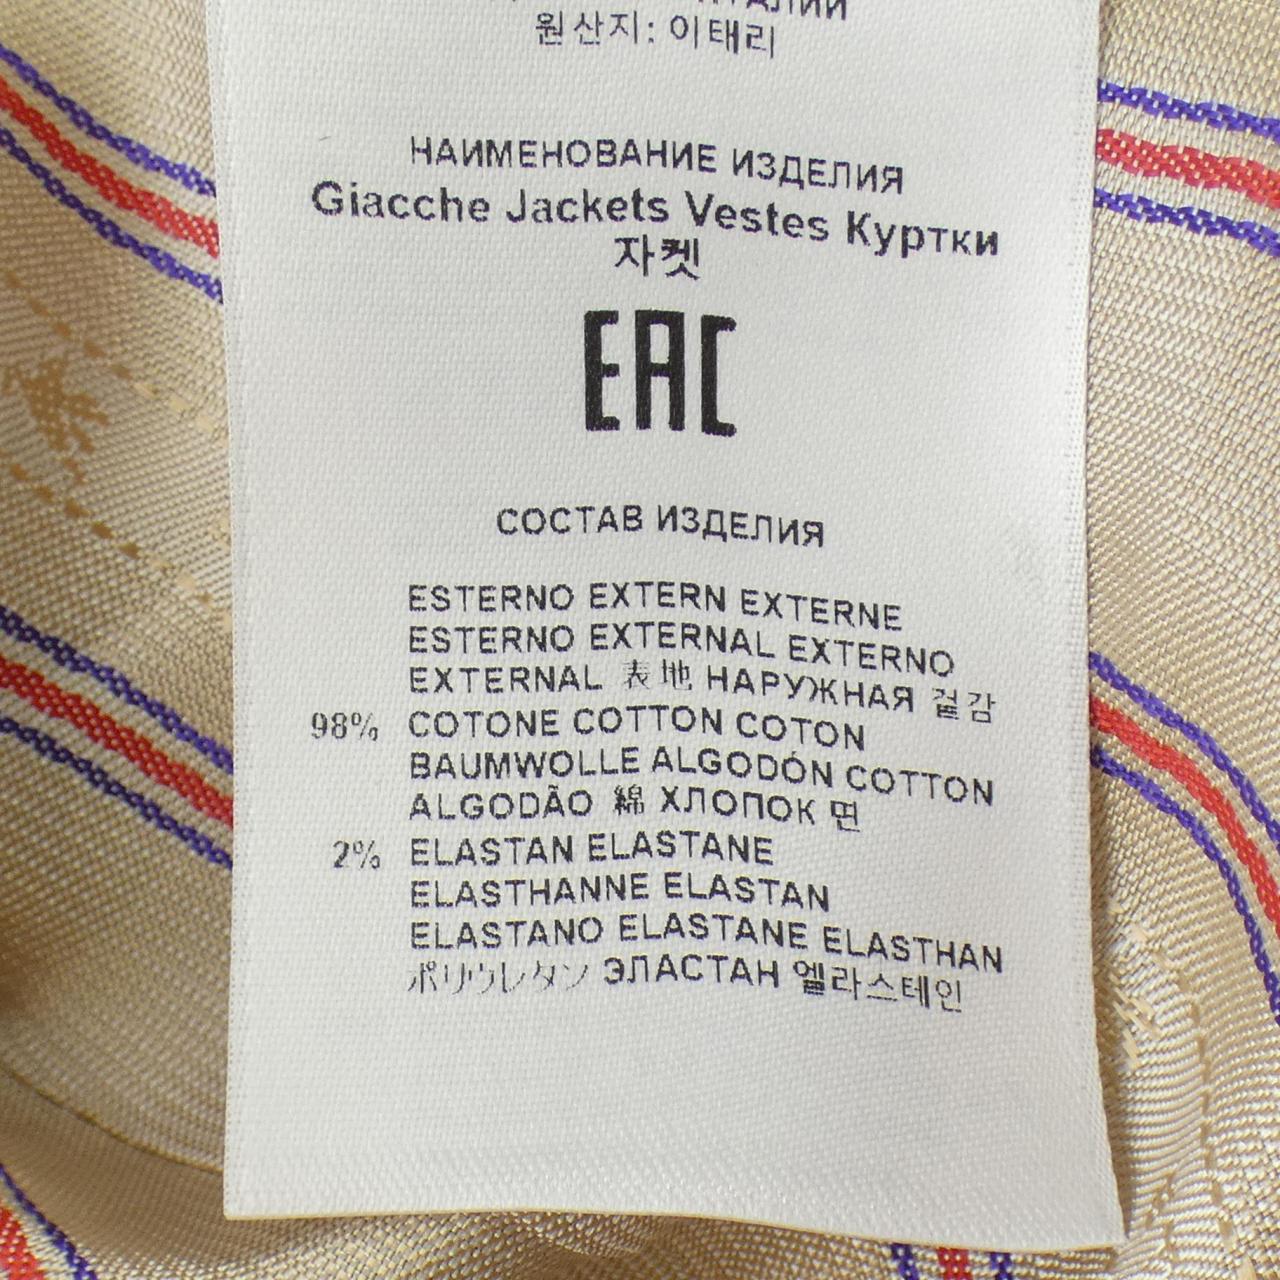 원산지: 이태리
НАИМЕНОВАНИЕ ИЗДЕЛИЯ
Giacche Jackets Vestes Куртки
자켓
EAC
СОСТАВ ИЗДЕЛИЯ
ESTERNO EXTERN EXTERNE
ESTERNO EXTERNAL EXTERNO
EXTERNAL 表地 НАРУЖНАЯ 겉감
98% COTONE COTTON COTON
BAUMWOLLE ALGODÓN COTTON
ALGODÃO 綿 ХЛОПОК 면
2% ELASTAN ELASTANE
ELASTHANNE ELASTAN
ELASTANO ELASTANE ELASTHAN
ポリウレタン ЭЛАСТАН 엘라스테인